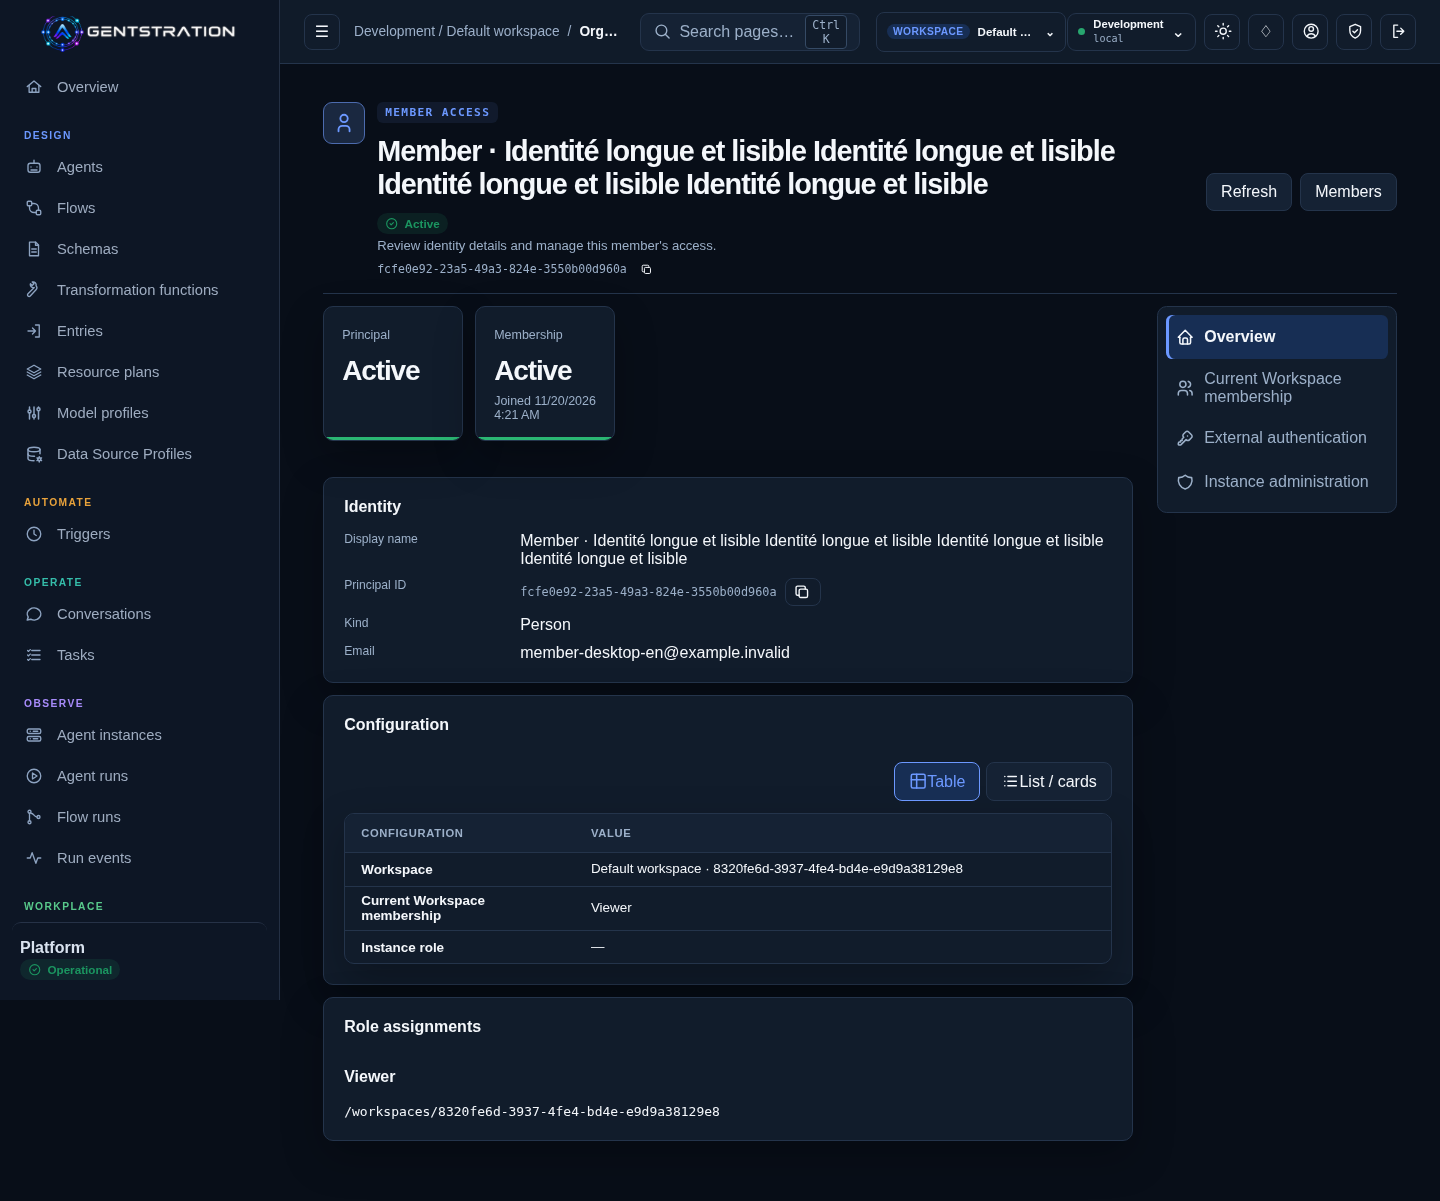 GENTSTRATION
Overview
DESIGN
Agents
Flows
Schemas
Transformation functions
Entries
Resource plans
Model profiles
Data Source Profiles
AUTOMATE
Triggers
OPERATE
Conversations
Tasks
OBSERVE
Agent instances
Agent runs
Flow runs
Run events
WORKPLACE
Platform
Operational
☰
Development / Default workspace / Org…
Search pages…
Ctrl
K
WORKSPACE Default …
Development
local
MEMBER ACCESS
Member · Identité longue et lisible Identité longue et lisible
Identité longue et lisible Identité longue et lisible
Active
Review identity details and manage this member's access.
fcfe0e92-23a5-49a3-824e-3550b00d960a
Refresh
Members
Principal
Active
Membership
Active
Joined 11/20/2026
4:21 AM
Overview
Current Workspace
membership
External authentication
Instance administration
Identity
Display name
Member · Identité longue et lisible Identité longue et lisible Identité longue et lisible
Identité longue et lisible
Principal ID
fcfe0e92-23a5-49a3-824e-3550b00d960a
Kind
Person
Email
member-desktop-en@example.invalid
Configuration
Table
List / cards
CONFIGURATION VALUE
Workspace Default workspace · 8320fe6d-3937-4fe4-bd4e-e9d9a38129e8
Current Workspace
membership
Viewer
Instance role —
Role assignments
Viewer
/workspaces/8320fe6d-3937-4fe4-bd4e-e9d9a38129e8